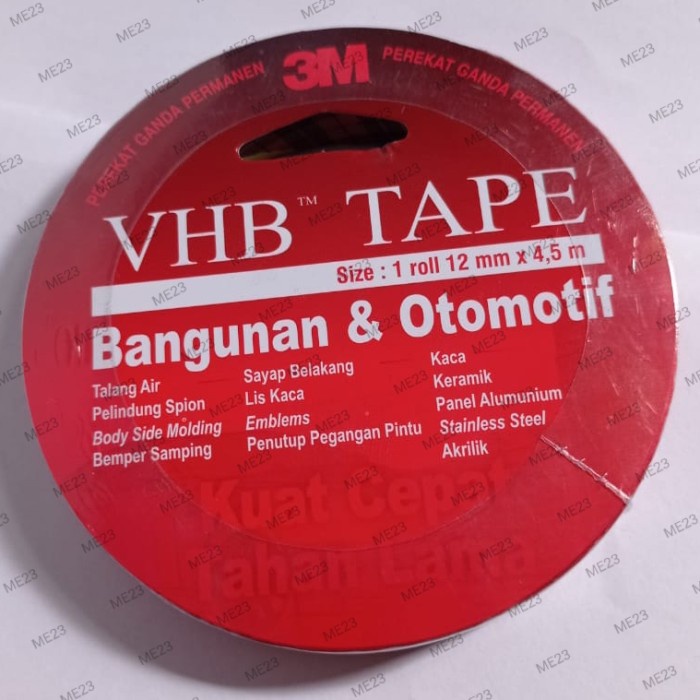 PEREKAT GANDA PERMANEN 3M PEREKAT GANDA PERMANEN
VHB™ TAPE
Size : 1 roll 12 mm x 4,5 m
Bangunan & Otomotif
Talang Air
Pelindung Spion
Body Side Molding
Bemper Samping
Sayap Belakang
Lis Kaca
Emblems
Penutup Pegangan Pintu
Kaca
Keramik
Panel Alumunium
Stainless Steel
Akrilik
Kuat Cepat
Tahan Lama
ME23